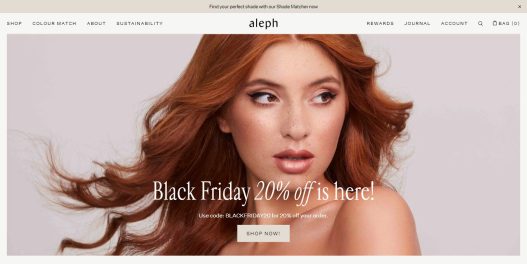 Find your perfect shade with our Shade Matcher now
SHOP COLOUR MATCH ABOUT SUSTAINABILITY aleph REWARDS JOURNAL ACCOUNT BAG (0)
Black Friday 20% off is here!
Use code: BLACKFRIDAY20 for 20% off your order.
SHOP NOW!